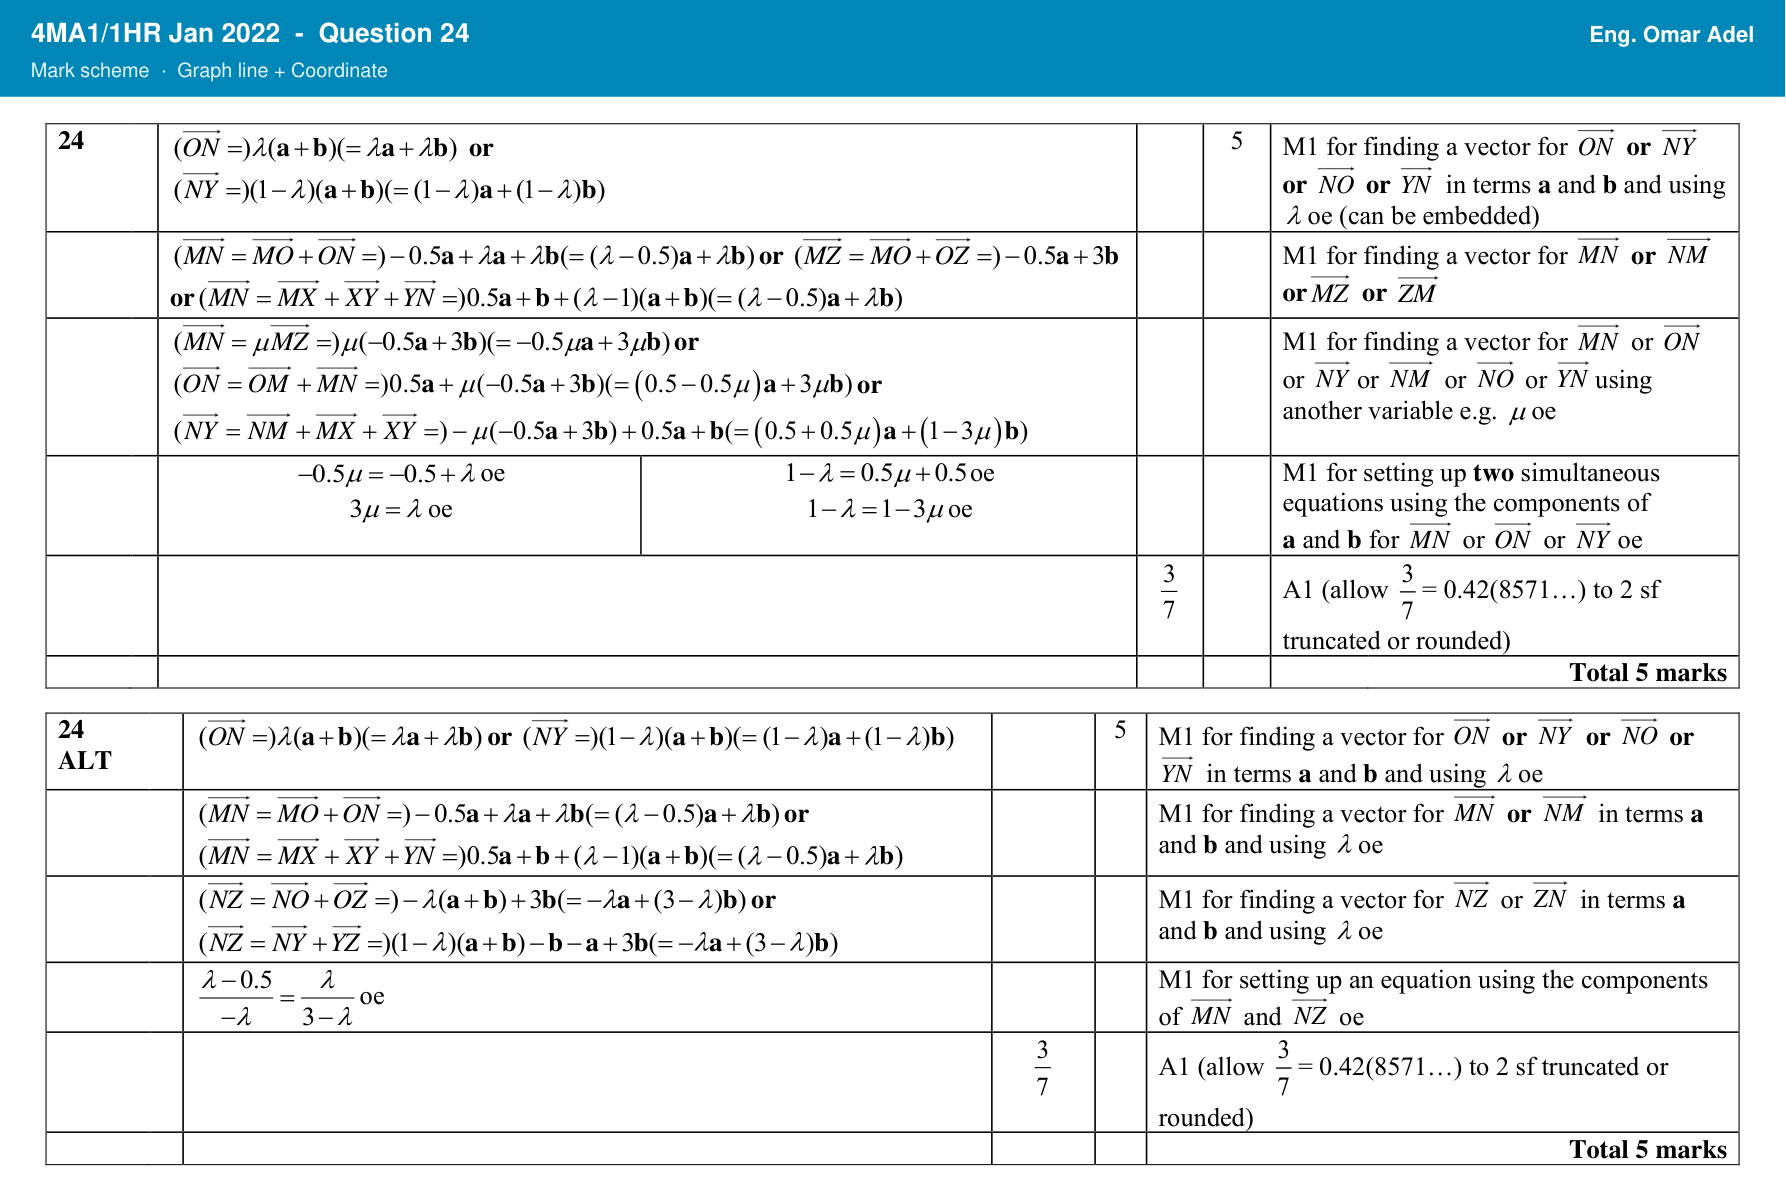 4MA1/1HR Jan 2022 - Question 24
Eng. Omar Adel
Mark scheme · Graph line + Coordinate
24
(ON =)λ(a + b)(= λa + λb) or
(NY =)(1 − λ)(a + b)(= (1 − λ)a + (1 − λ)b)
5
M1 for finding a vector for ON or NY
or NO or YN in terms a and b and using
λ oe (can be embedded)
(MN = MO + ON =) − 0.5a + λa + λb(= (λ − 0.5)a + λb) or (MZ = MO + OZ =) − 0.5a + 3b
or (MN = MX + XY + YN =)0.5a + b + (λ − 1)(a + b)(= (λ − 0.5)a + λb)
M1 for finding a vector for MN or NM
or MZ or ZM
(MN = μMZ =)μ(−0.5a + 3b)(= −0.5μa + 3μb) or
(ON = OM + MN =)0.5a + μ(−0.5a + 3b)(= (0.5 − 0.5μ)a + 3μb) or
(NY = NM + MX + XY =) − μ(−0.5a + 3b) + 0.5a + b(= (0.5 + 0.5μ)a + (1 − 3μ)b)
M1 for finding a vector for MN or ON
or NY or NM or NO or YN using
another variable e.g. μ oe
−0.5μ = −0.5 + λ oe
3μ = λ oe
1 − λ = 0.5μ + 0.5 oe
1 − λ = 1 − 3μ oe
M1 for setting up two simultaneous
equations using the components of
a and b for MN or ON or NY oe
3/7
A1 (allow 3/7 = 0.42(8571…) to 2 sf
truncated or rounded)
Total 5 marks
24
ALT
(ON =)λ(a + b)(= λa + λb) or (NY =)(1 − λ)(a + b)(= (1 − λ)a + (1 − λ)b)
5
M1 for finding a vector for ON or NY or NO or
YN in terms a and b and using λ oe
(MN = MO + ON =) − 0.5a + λa + λb(= (λ − 0.5)a + λb) or
(MN = MX + XY + YN =)0.5a + b + (λ − 1)(a + b)(= (λ − 0.5)a + λb)
M1 for finding a vector for MN or NM in terms a
and b and using λ oe
(NZ = NO + OZ =) − λ(a + b) + 3b(= −λa + (3 − λ)b) or
(NZ = NY + YZ =)(1 − λ)(a + b) − b − a + 3b(= −λa + (3 − λ)b)
M1 for finding a vector for NZ or ZN in terms a
and b and using λ oe
(λ − 0.5)/(−λ) = λ/(3 − λ) oe
M1 for setting up an equation using the components
of MN and NZ oe
3/7
A1 (allow 3/7 = 0.42(8571…) to 2 sf truncated or
rounded)
Total 5 marks